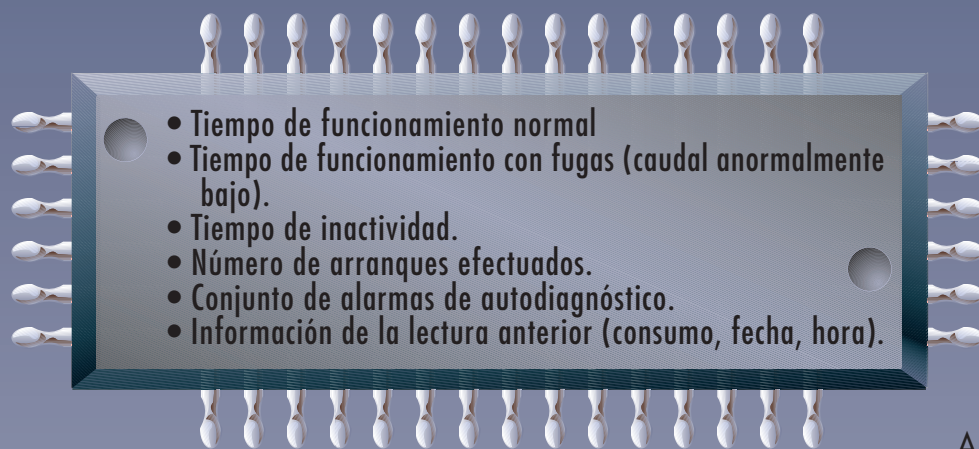 • Tiempo de funcionamiento normal
• Tiempo de funcionamiento con fugas (caudal anormalmente
bajo).
• Tiempo de inactividad.
• Número de arranques efectuados.
• Conjunto de alarmas de autodiagnóstico.
• Información de la lectura anterior (consumo, fecha, hora).